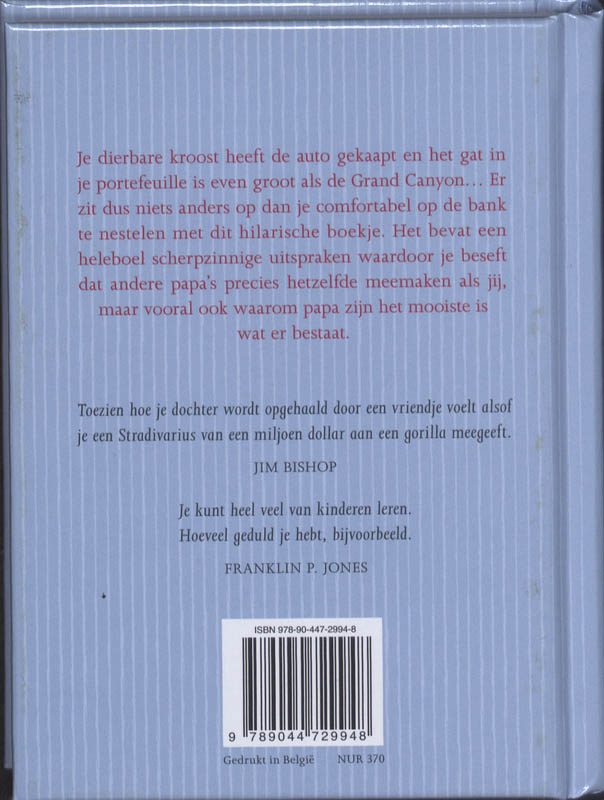 Je dierbare kroost heeft de auto gekaapt en het gat in
je portefeuille is even groot als de Grand Canyon... Er
zit dus niets anders op dan je comfortabel op de bank
te nestelen met dit hilarische boekje. Het bevat een
heleboel scherpzinnige uitspraken waardoor je beseft
dat andere papa's precies hetzelfde meemaken als jij,
maar vooral ook waarom papa zijn het mooiste is
wat er bestaat.
Toezien hoe je dochter wordt opgehaald door een vriendje voelt alsof
je een Stradivarius van een miljoen dollar aan een gorilla meegeeft.
JIM BISHOP
Je kunt heel veel van kinderen leren.
Hoeveel geduld je hebt, bijvoorbeeld.
FRANKLIN P. JONES
ISBN 978-90-447-2994-8
9 789044 729948
Gedrukt in België NUR 370